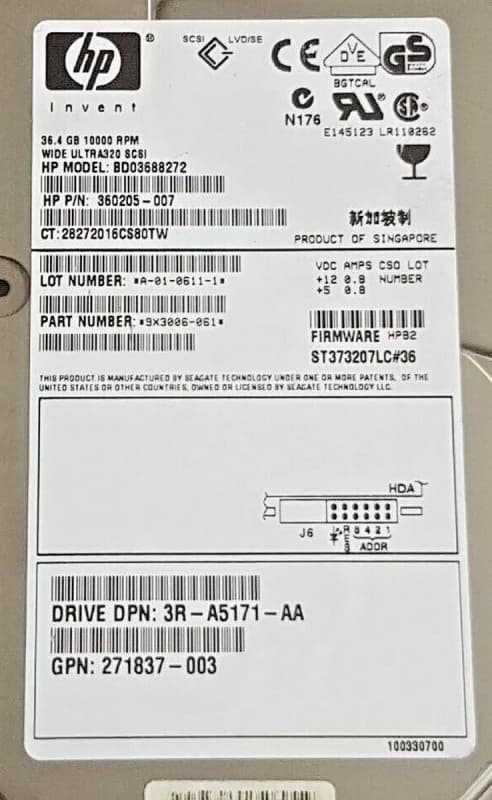 hp ®
invent
SCSI LVD/SE
CE
DVE
GS
BGTCAL
N176
E145123 LR110262
36.4 GB 10000 RPM
WIDE ULTRA320 SCSI
HP MODEL: BD03688272
HP P/N: 360205-007
CT:28272016CS80TW
新加坡制
PRODUCT OF SINGAPORE
LOT NUMBER: *A-01-0611-1*
VDC AMPS CSO LOT
+12 0.8 NUMBER
+5 0.8
PART NUMBER: *9X3006-061*
FIRMWARE HPB2
ST373207LC#36
THIS PRODUCT IS MANUFACTURED BY SEAGATE TECHNOLOGY UNDER ONE OR MORE PATENTS, OF THE
UNITED STATES OR OTHER COUNTRIES, OWNED OR LICENSED BY SEAGATE TECHNOLOGY LLC.
HDA
J6
8 4 2 1
ADDR
DRIVE DPN: 3R-A5171-AA
GPN: 271837-003
100330700